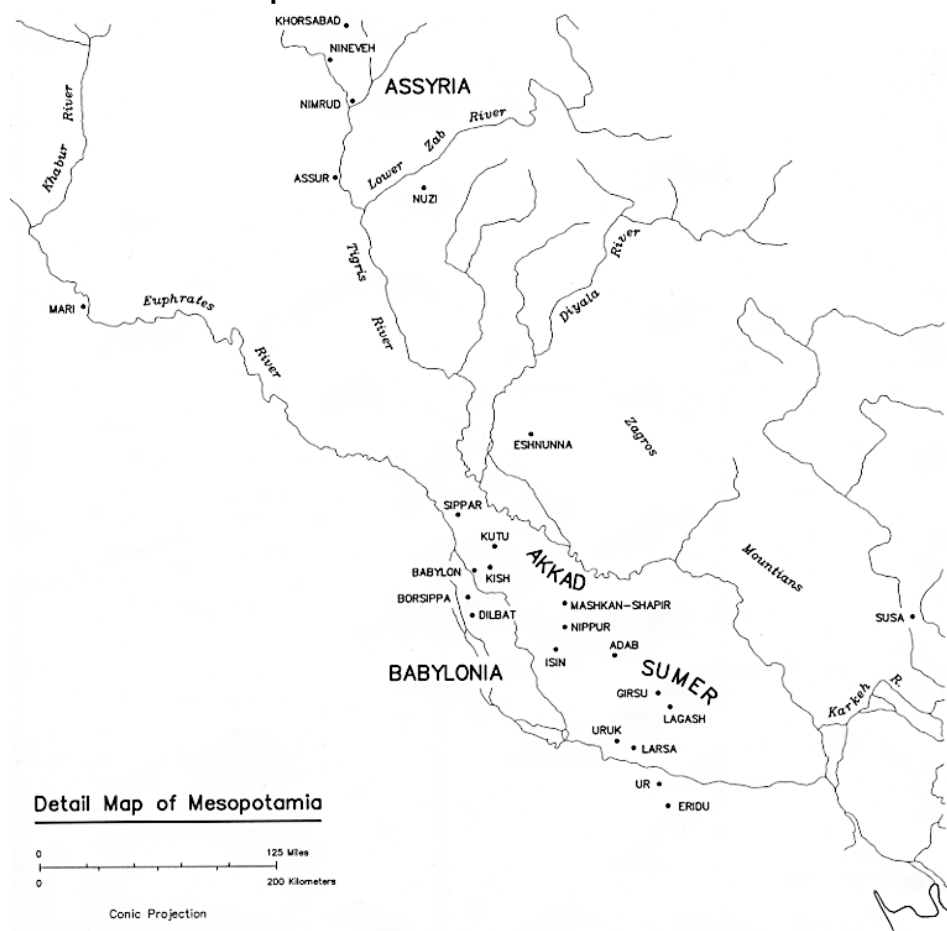 KHORSABAD
NINEVEH
ASSYRIA
NIMRUD
Khabur River
Lower Zab River
ASSUR
NUZI
Tigris River
Diyala River
MARI
Euphrates River
ESHNUNNA
Zagros
Mountians
SIPPAR
KUTU
AKKAD
BABYLON
KISH
BORSIPPA
MASHKAN-SHAPIR
DILBAT
NIPPUR
SUSA
ADAB
ISIN
BABYLONIA
SUMER
GIRSU
LAGASH
Karkeh R.
URUK
LARSA
UR
ERIDU
Detail Map of Mesopotamia
0 125 Miles
0 200 Kilometers
Conic Projection